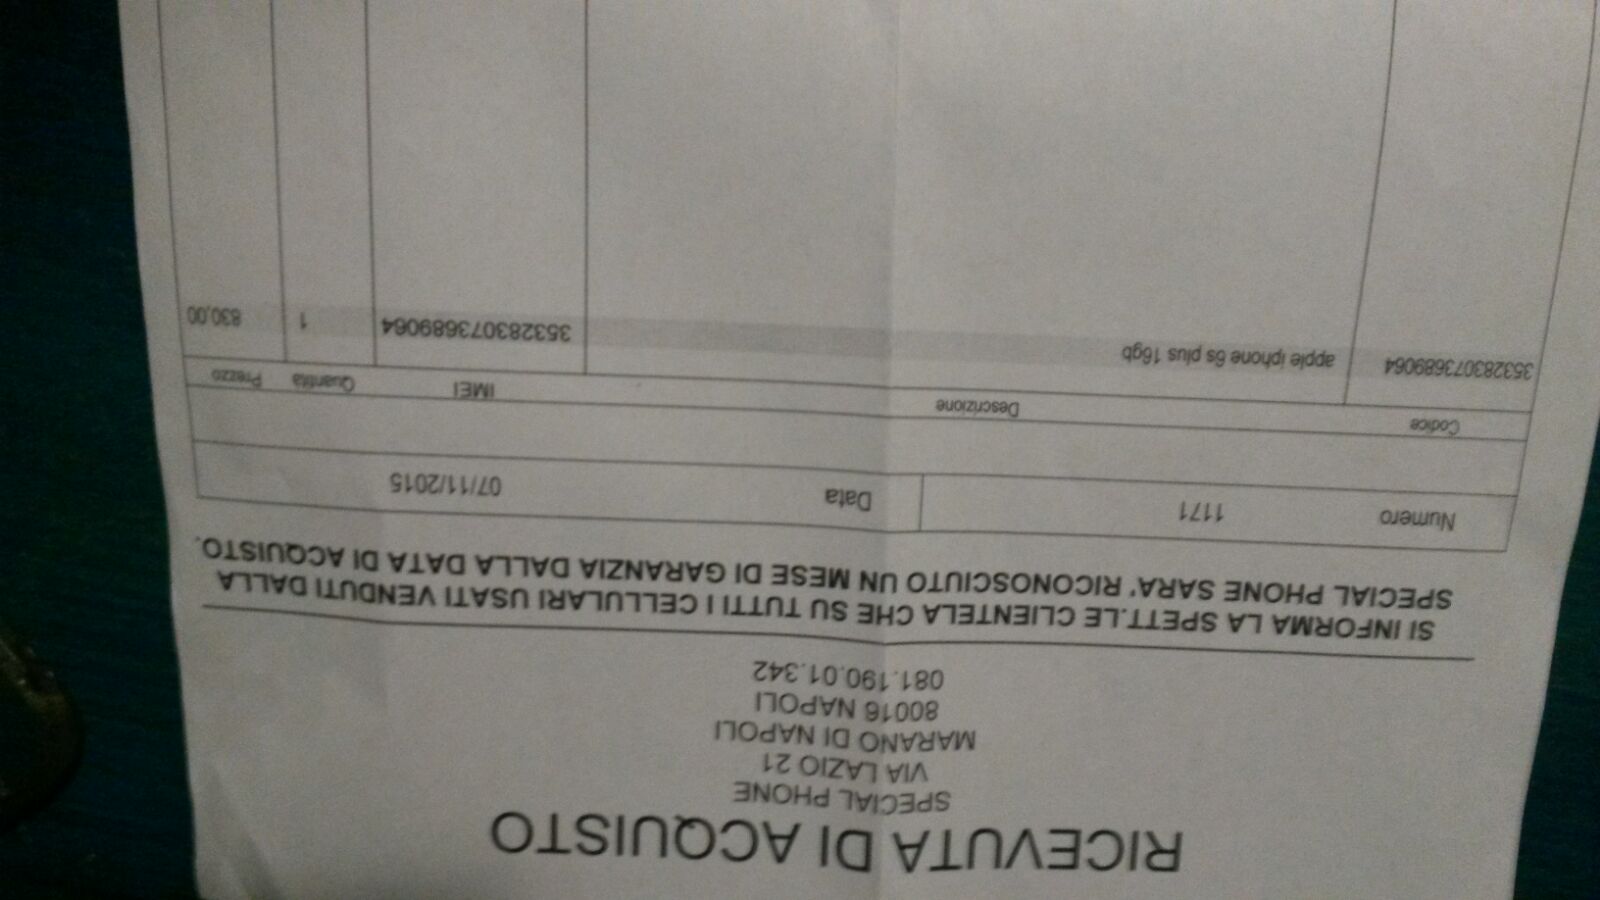 RICEVUTA DI ACQUISTO
SPECIAL PHONE
VIA LAZIO 21
MARANO DI NAPOLI
80016 NAPOLI
081.190.01.342
SI INFORMA LA SPETT.LE CLIENTELA CHE SU TUTTI I CELLULARI USATI VENDUTI DALLA
SPECIAL PHONE SARA' RICONOSCIUTO UN MESE DI GARANZIA DALLA DATA DI ACQUISTO.
Numero 1171 Data 07/11/2015
Codice Descrizione IMEI Quantita Prezzo
353283073689064 apple iphone 6s plus 16gb 353283073689064 1 830,00